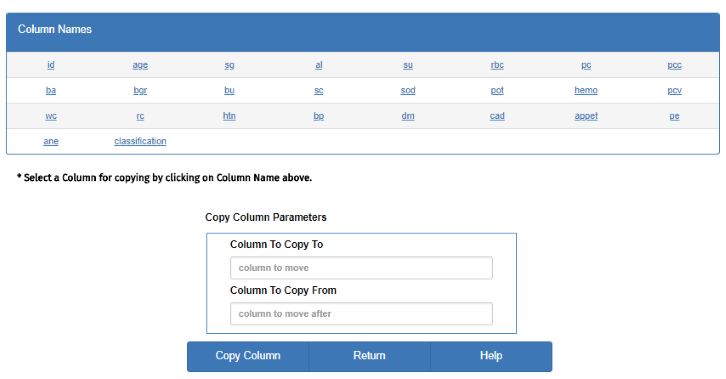 Column Names
id age sg al su rbc pc pcc
ba bgr bu sc sod pot hemo pcv
wc rc htn bp dm cad appet pe
ane classification
* Select a Column for copying by clicking on Column Name above.
Copy Column Parameters
Column To Copy To
column to move
Column To Copy From
column to move after
Copy Column Return Help